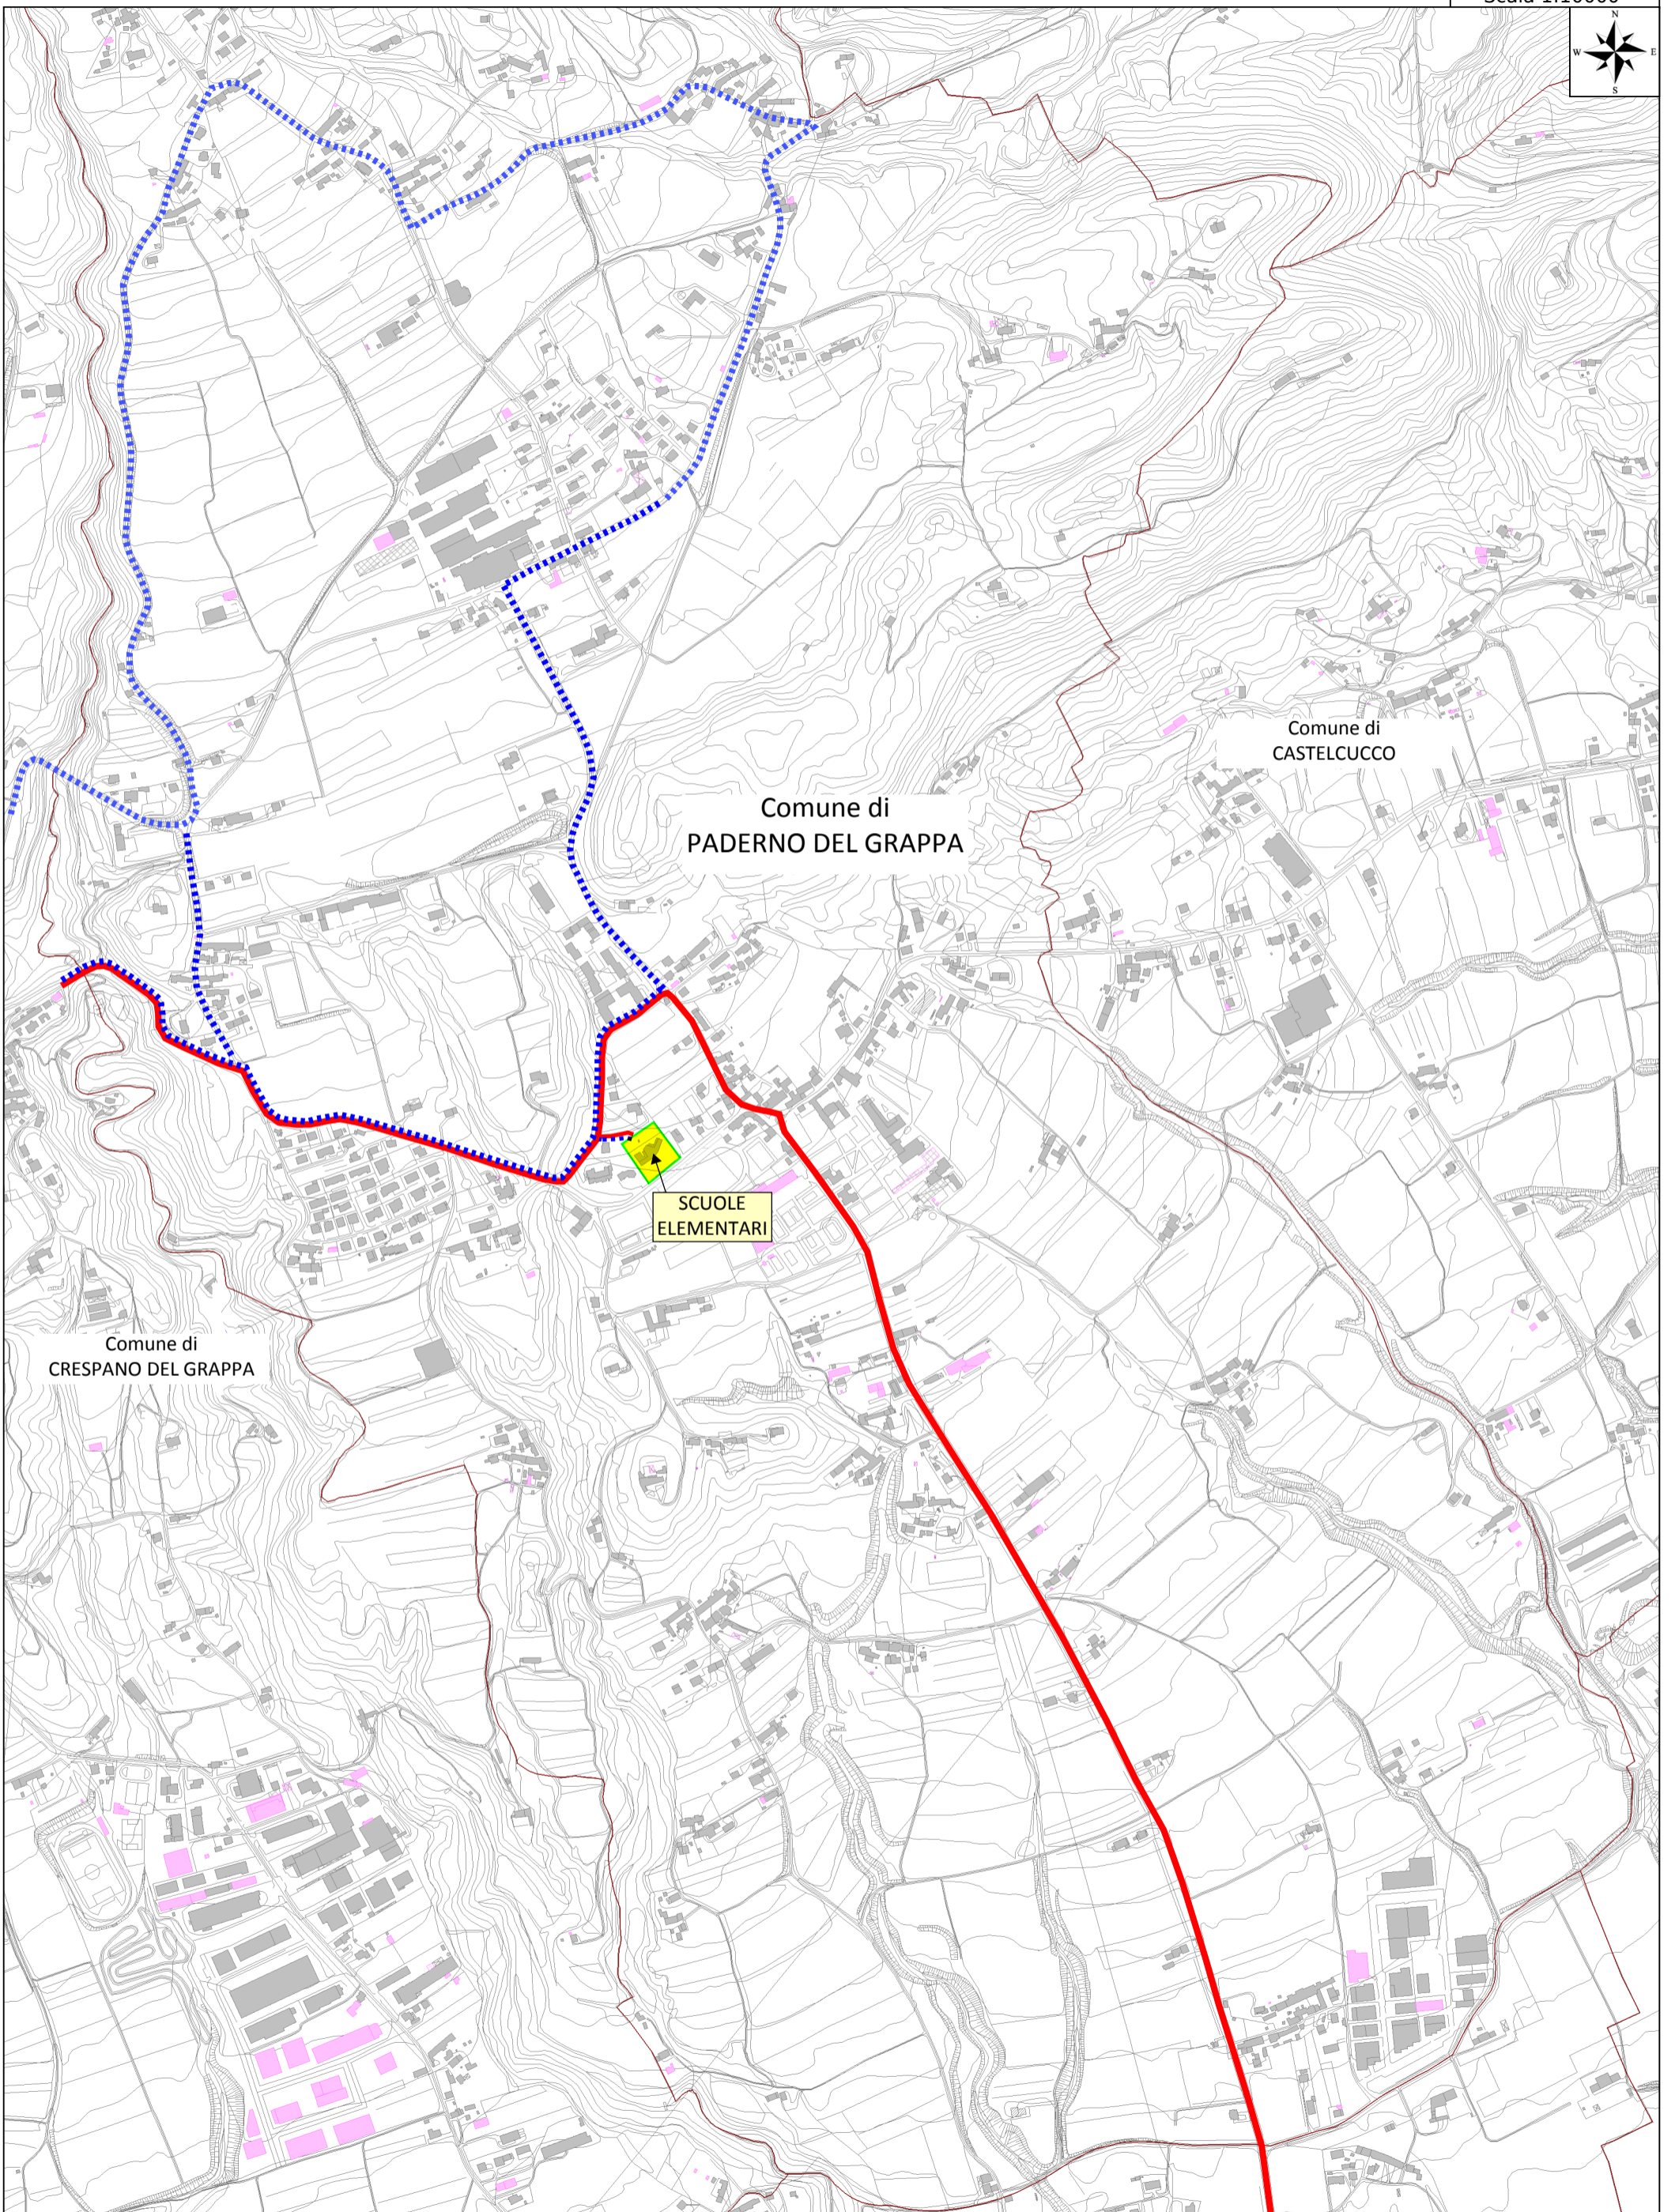 Scala 1:10000
N
W E
S
Comune di
CASTELCUCCO
Comune di
PADERNO DEL GRAPPA
SCUOLE
ELEMENTARI
Comune di
CRESPANO DEL GRAPPA